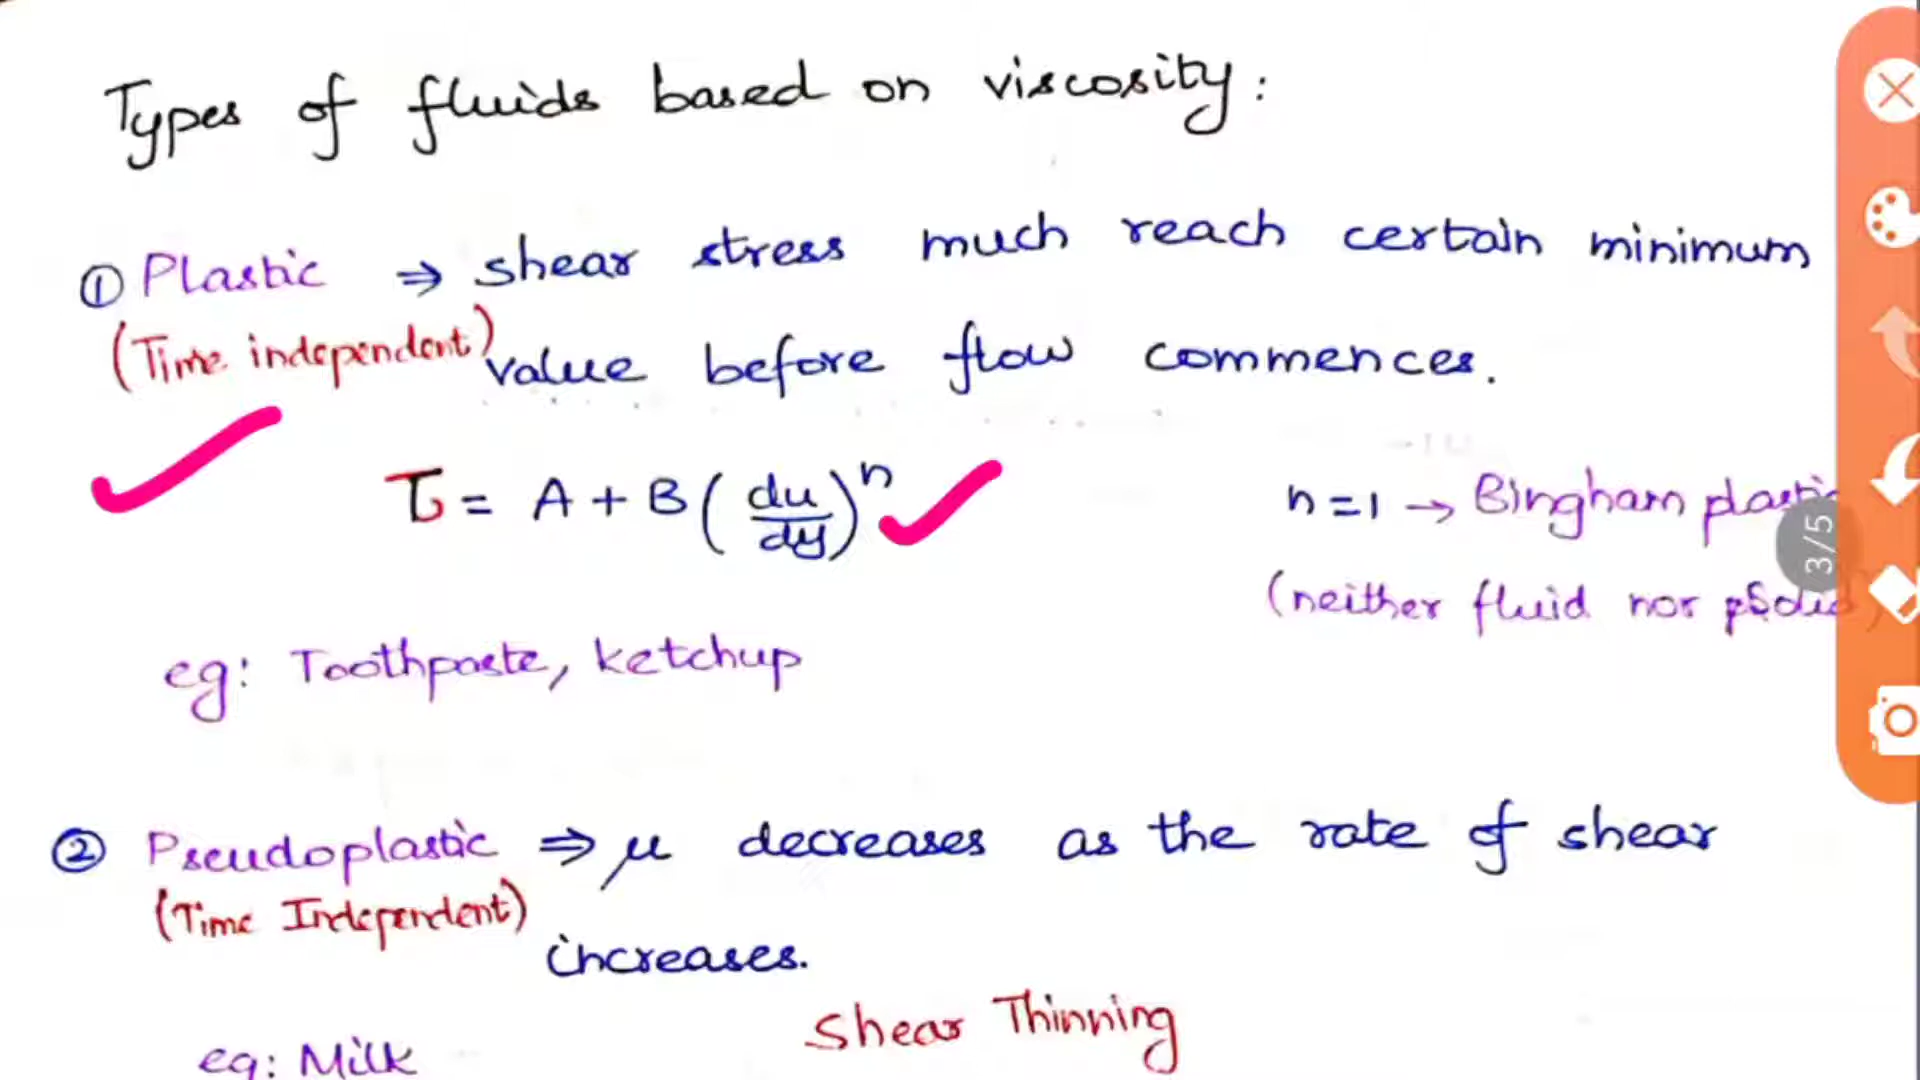 Types of fluids based on viscosity:
① Plastic ⇒ shear stress much reach certain minimum
(Time independent) value before flow commences.
τ = A + B (du/dy)^n
n = 1 → Bingham plastic
3/5
(neither fluid nor
eg: Toothpaste, ketchup
② Pseudoplastic ⇒ μ decreases as the rate of shear
(Time Independent)
increases.
Shear Thinning
eg: Milk